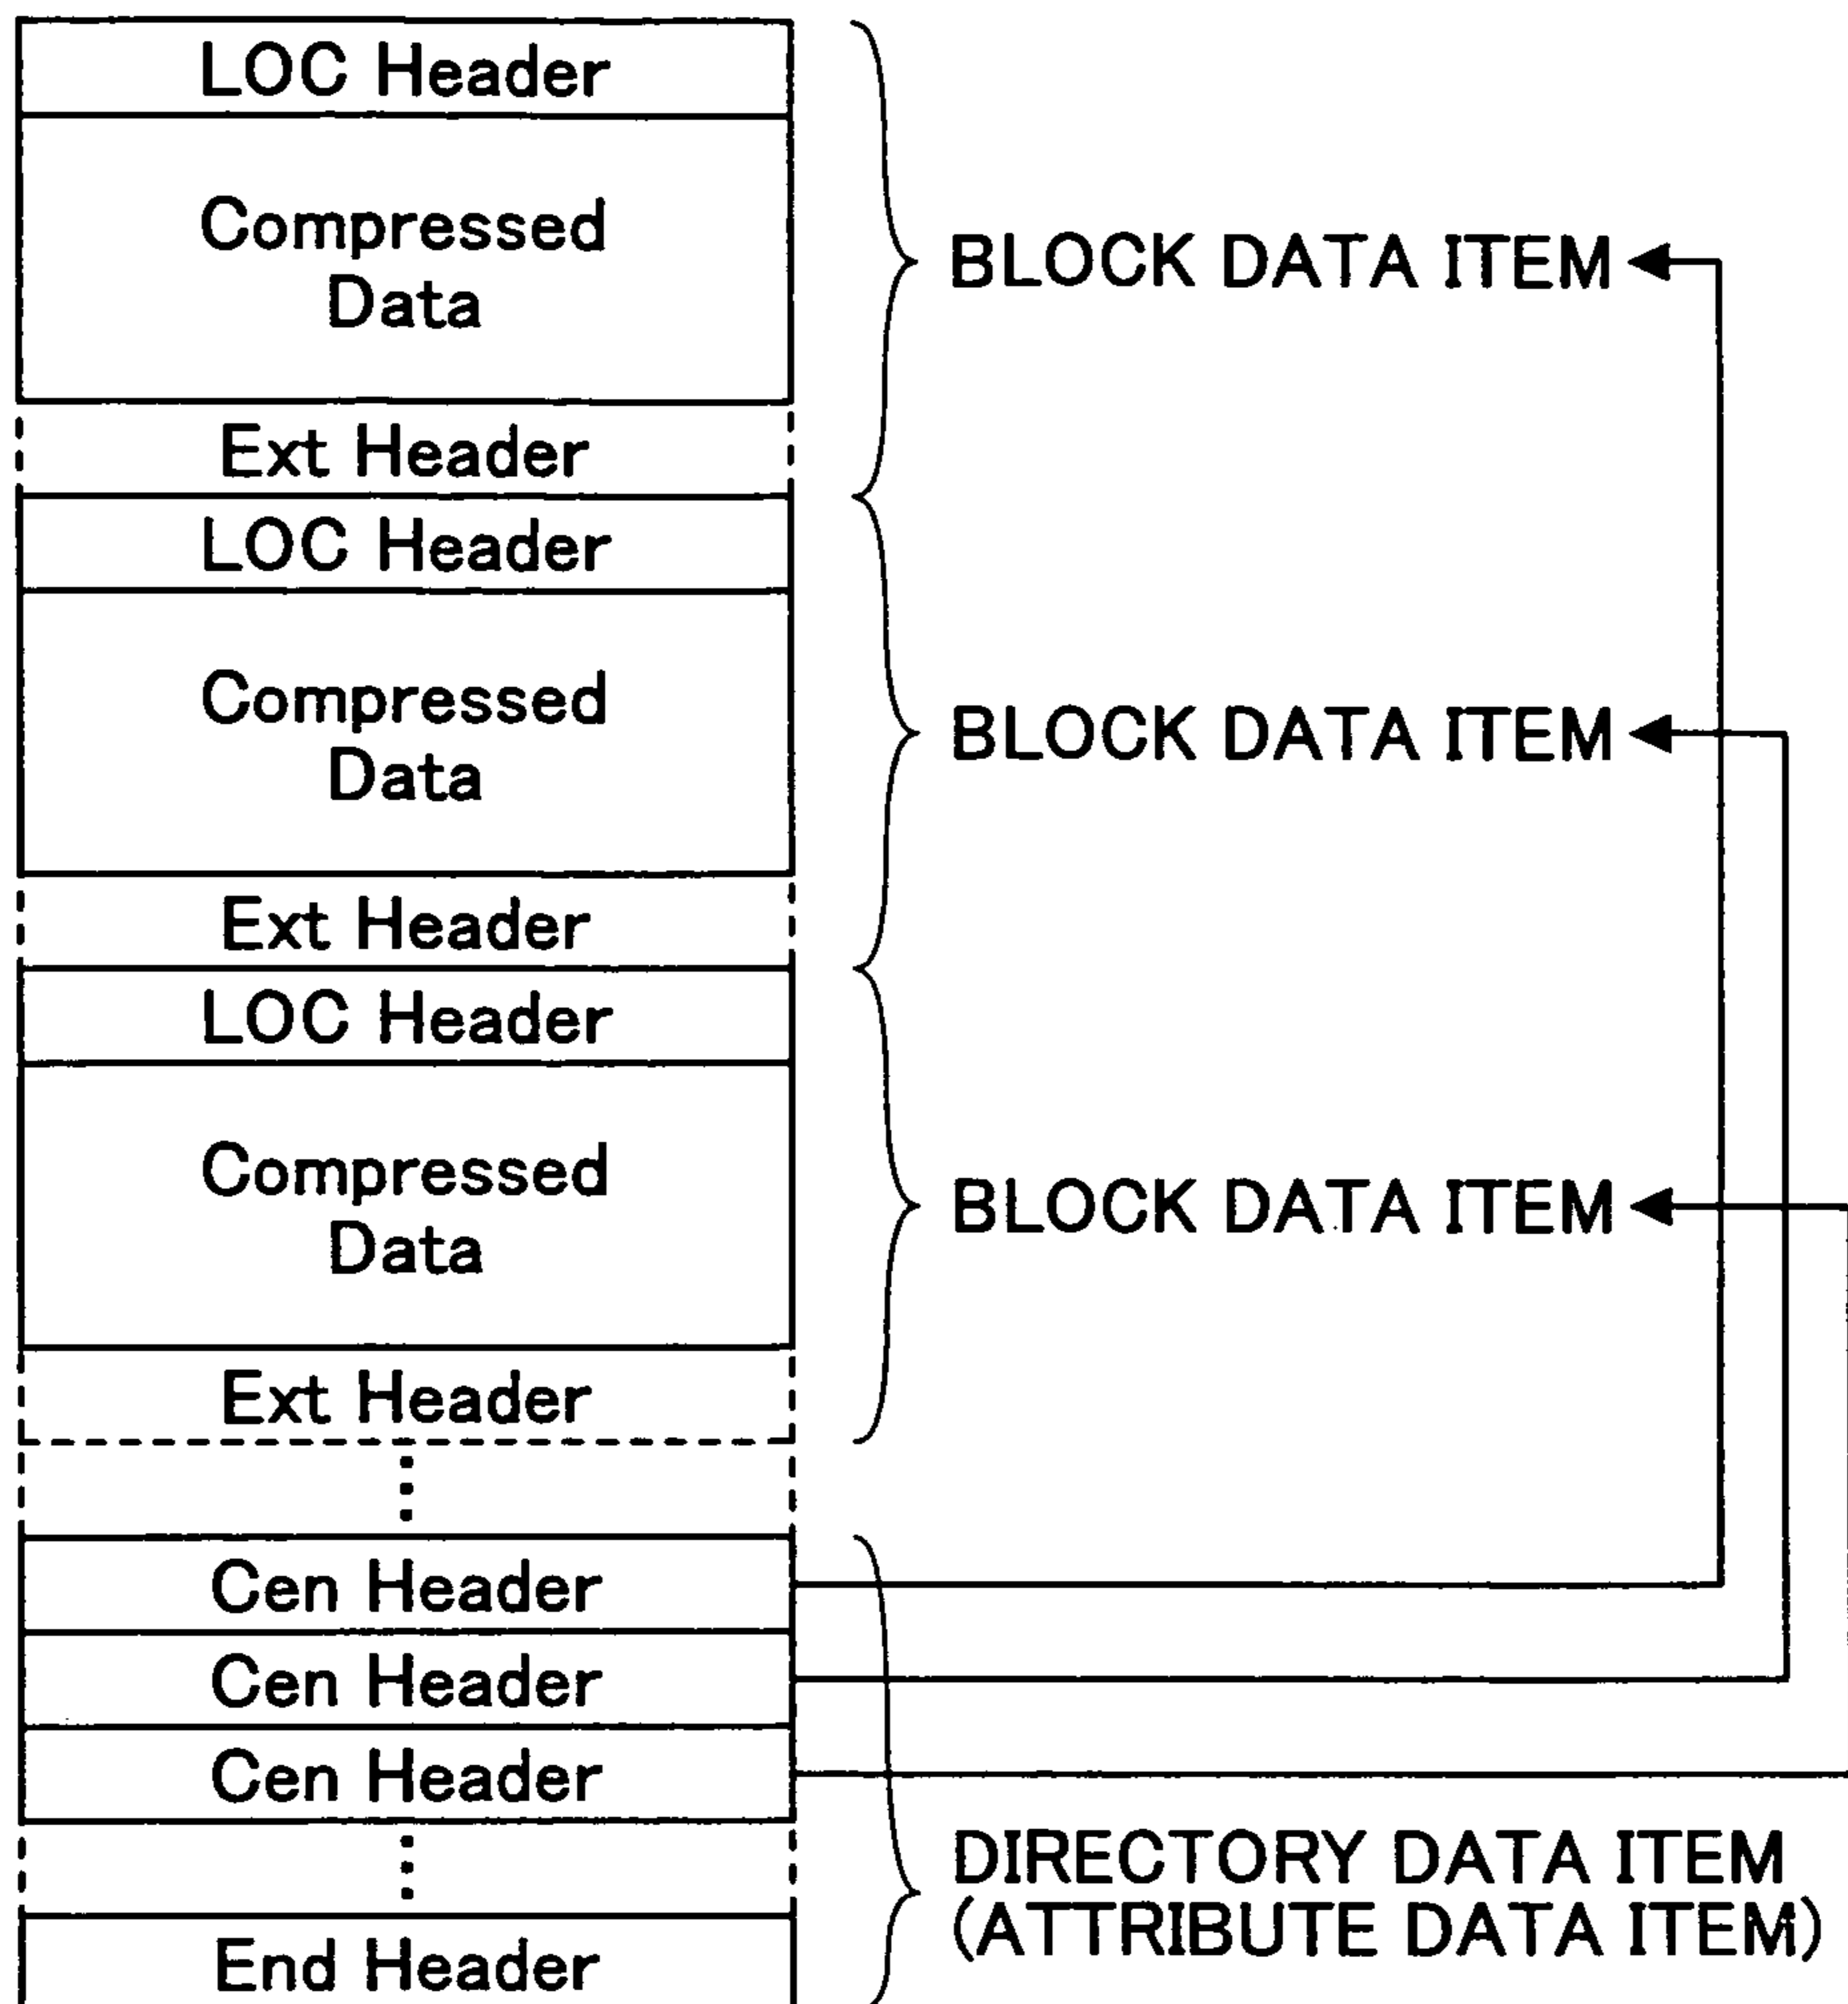 LOC Header
Compressed
Data
BLOCK DATA ITEM
Ext Header
LOC Header
Compressed
Data
BLOCK DATA ITEM
Ext Header
LOC Header
Compressed
Data
BLOCK DATA ITEM
Ext Header
Cen Header
Cen Header
Cen Header
DIRECTORY DATA ITEM
(ATTRIBUTE DATA ITEM)
End Header